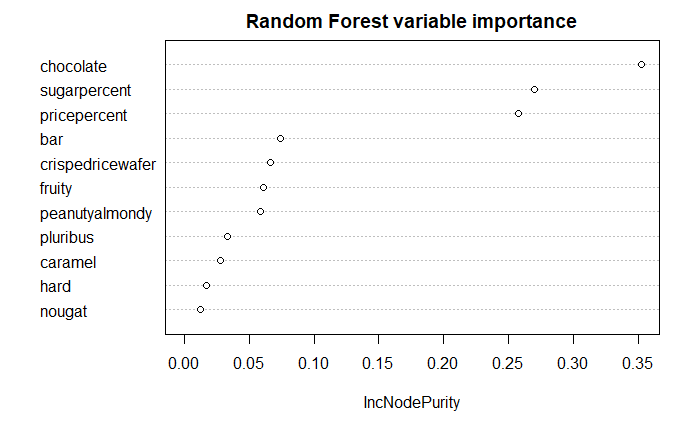 Random Forest variable importance
chocolate
sugarpercent
pricepercent
bar
crispedricewafer
fruity
peanutyalmondy
pluribus
caramel
hard
nougat
0.00 0.05 0.10 0.15 0.20 0.25 0.30 0.35
IncNodePurity